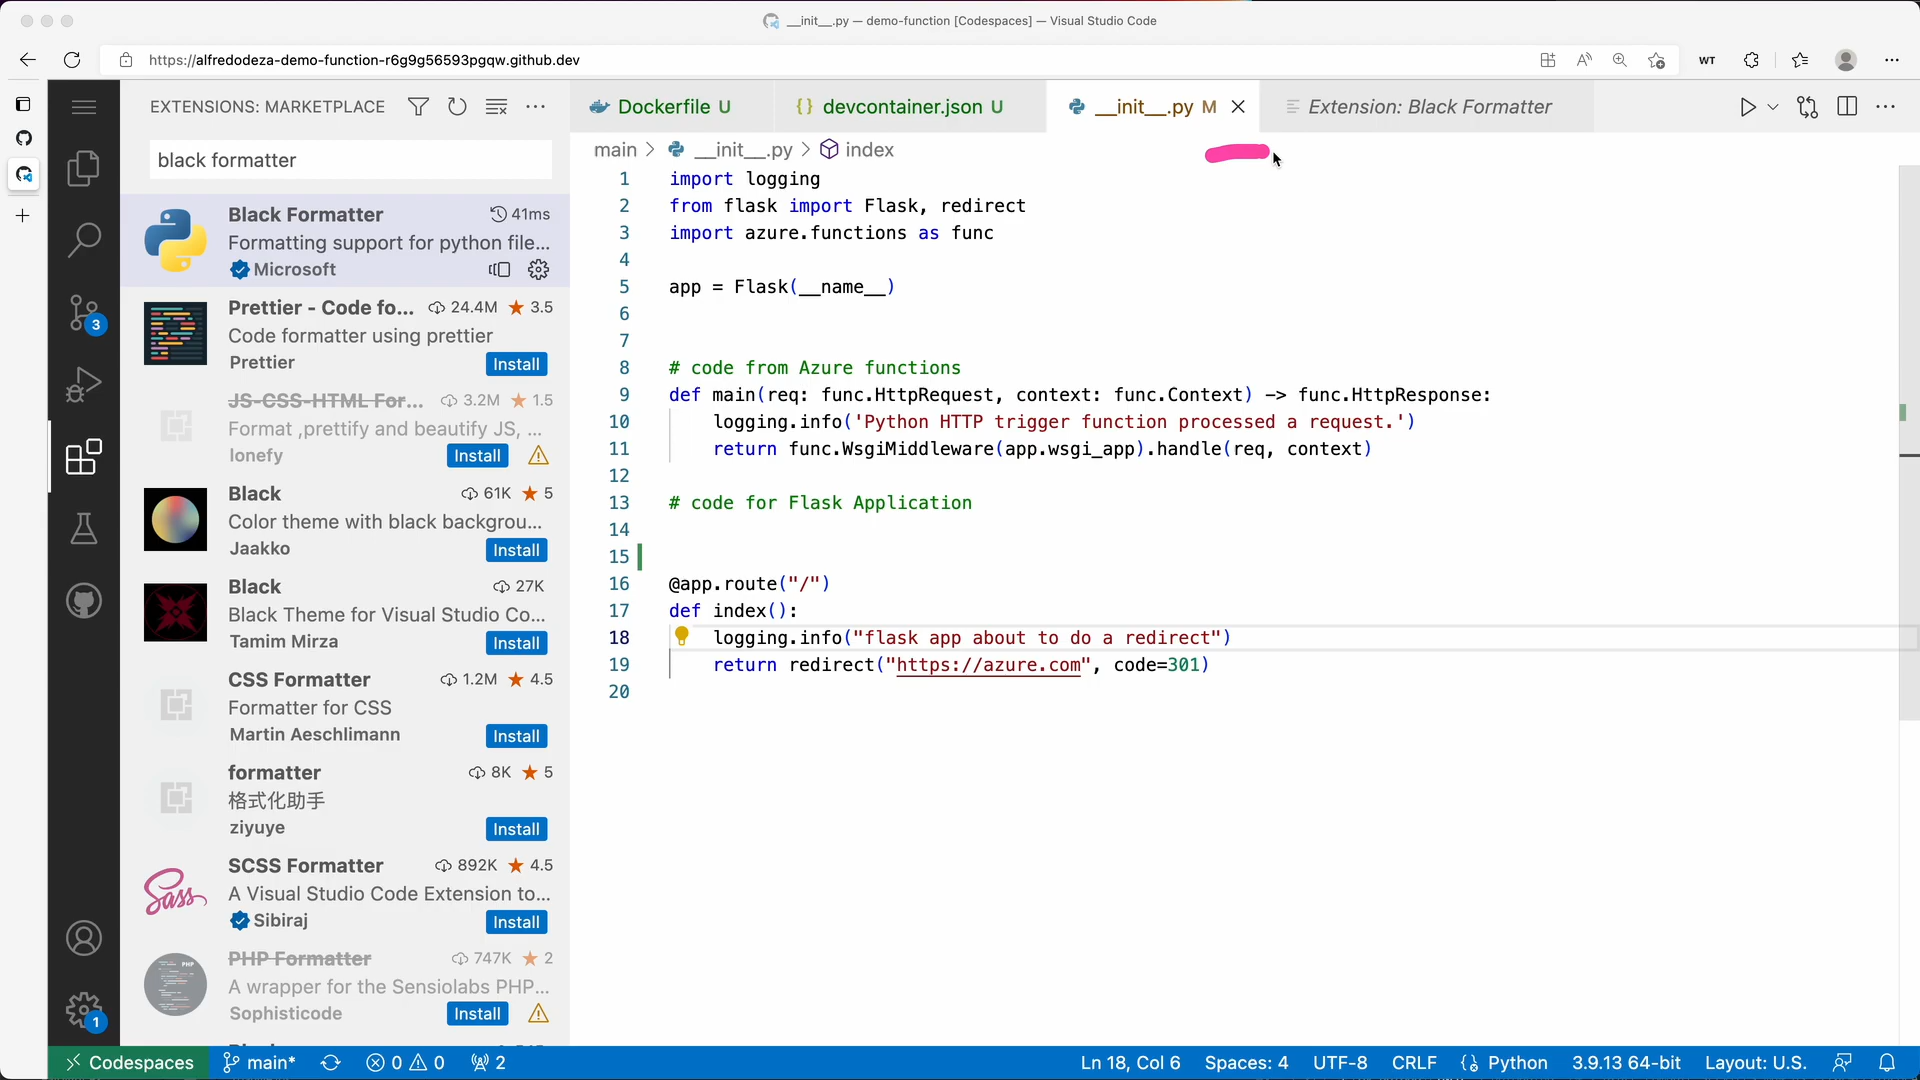 __init__.py — demo-function [Codespaces] — Visual Studio Code
https://alfredodeza-demo-function-r6g9g56593pgqw.github.dev
WT
EXTENSIONS: MARKETPLACE
Dockerfile U
{} devcontainer.json U
__init__.py M
Extension: Black Formatter
black formatter
main > __init__.py > index
Black Formatter 41ms
Formatting support for python file...
Microsoft
Prettier - Code fo... 24.4M 3.5
Code formatter using prettier
Prettier Install
JS-CSS-HTML For... 3.2M 1.5
Format ,prettify and beautify JS, ...
lonefy Install
Black 61K 5
Color theme with black backgrou...
Jaakko Install
Black 27K
Black Theme for Visual Studio Co...
Tamim Mirza Install
CSS Formatter 1.2M 4.5
Formatter for CSS
Martin Aeschlimann Install
formatter 8K 5
格式化助手
ziyuye Install
SCSS Formatter 892K 4.5
A Visual Studio Code Extension to...
Sass
Sibiraj Install
PHP Formatter 747K 2
PHP
A wrapper for the Sensiolabs PHP...
Sophisticode Install
3
1
1 import logging
2 from flask import Flask, redirect
3 import azure.functions as func
4
5 app = Flask(__name__)
6
7
8 # code from Azure functions
9 def main(req: func.HttpRequest, context: func.Context) -> func.HttpResponse:
10 logging.info('Python HTTP trigger function processed a request.')
11 return func.WsgiMiddleware(app.wsgi_app).handle(req, context)
12
13 # code for Flask Application
14
15
16 @app.route("/")
17 def index():
18 logging.info("flask app about to do a redirect")
19 return redirect("https://azure.com", code=301)
20
Codespaces main* 0 0 2 Ln 18, Col 6 Spaces: 4 UTF-8 CRLF Python 3.9.13 64-bit Layout: U.S.